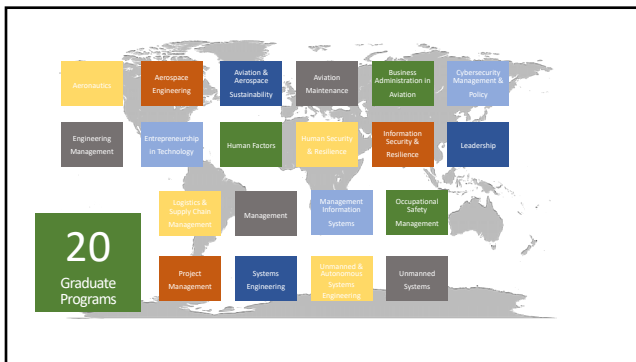 Aeronautics
Aerospace
Engineering
Aviation &
Aerospace
Sustainability
Aviation
Maintenance
Business
Administration in
Aviation
Cybersecurity
Management &
Policy
Engineering
Management
Entrepreneurship
in Technology
Human Factors
Human Security
& Resilience
Information
Security &
Resilience
Leadership
Logistics &
Supply Chain
Management
Management
Management
Information
Systems
Occupational
Safety
Management
20
Graduate
Programs
Project
Management
Systems
Engineering
Unmanned &
Autonomous
Systems
Engineering
Unmanned
Systems